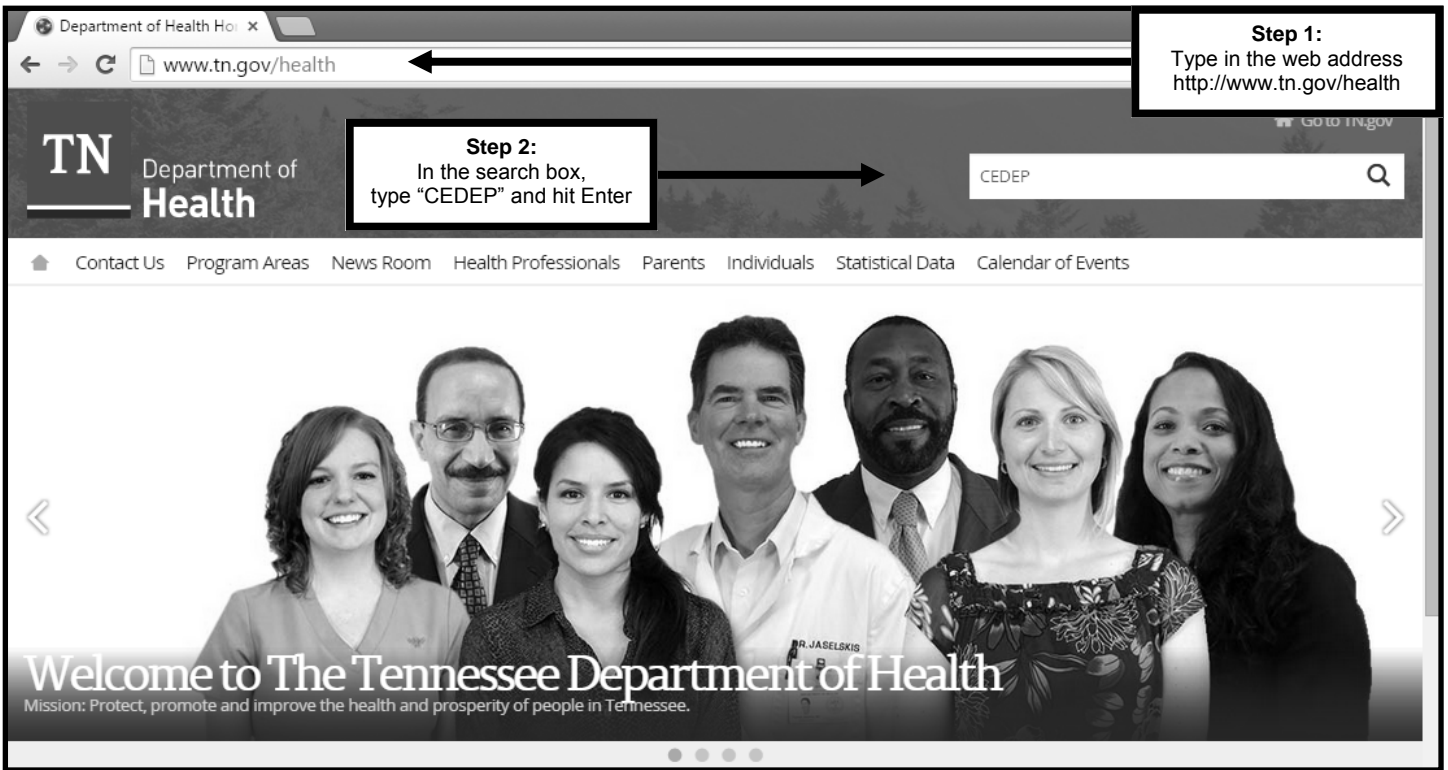 Department of Health Hor
www.tn.gov/health
Step 1:
Type in the web address
http://www.tn.gov/health
Go to TN.gov
TN
Department of
Health
Step 2:
In the search box,
type “CEDEP” and hit Enter
CEDEP
Contact Us Program Areas News Room Health Professionals Parents Individuals Statistical Data Calendar of Events
DR.JASELSKIS
Welcome to The Tennessee Department of Health
Mission: Protect, promote and improve the health and prosperity of people in Tennessee.